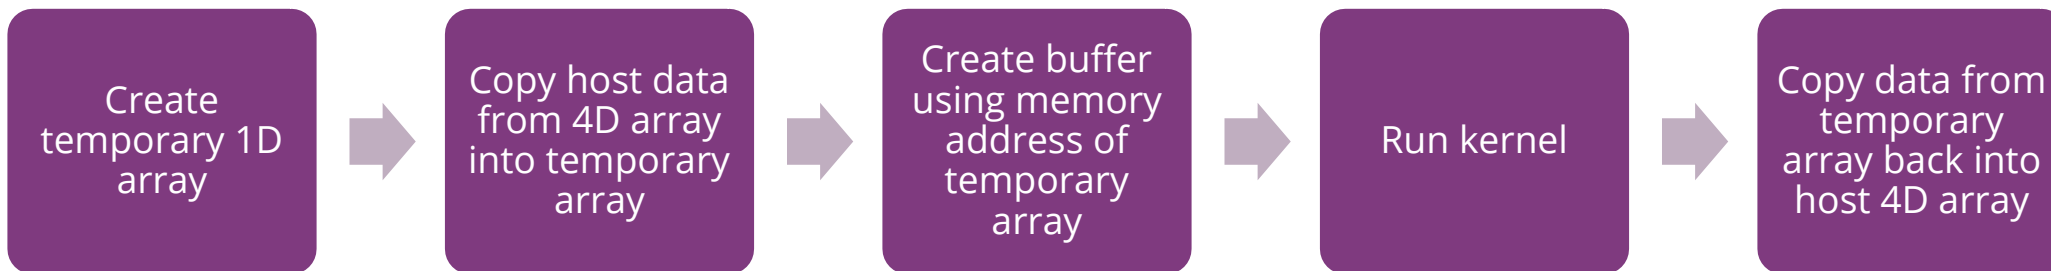 Create
temporary 1D
array
Copy host data
from 4D array
into temporary
array
Create buffer
using memory
address of
temporary
array
Run kernel
Copy data from
temporary
array back into
host 4D array